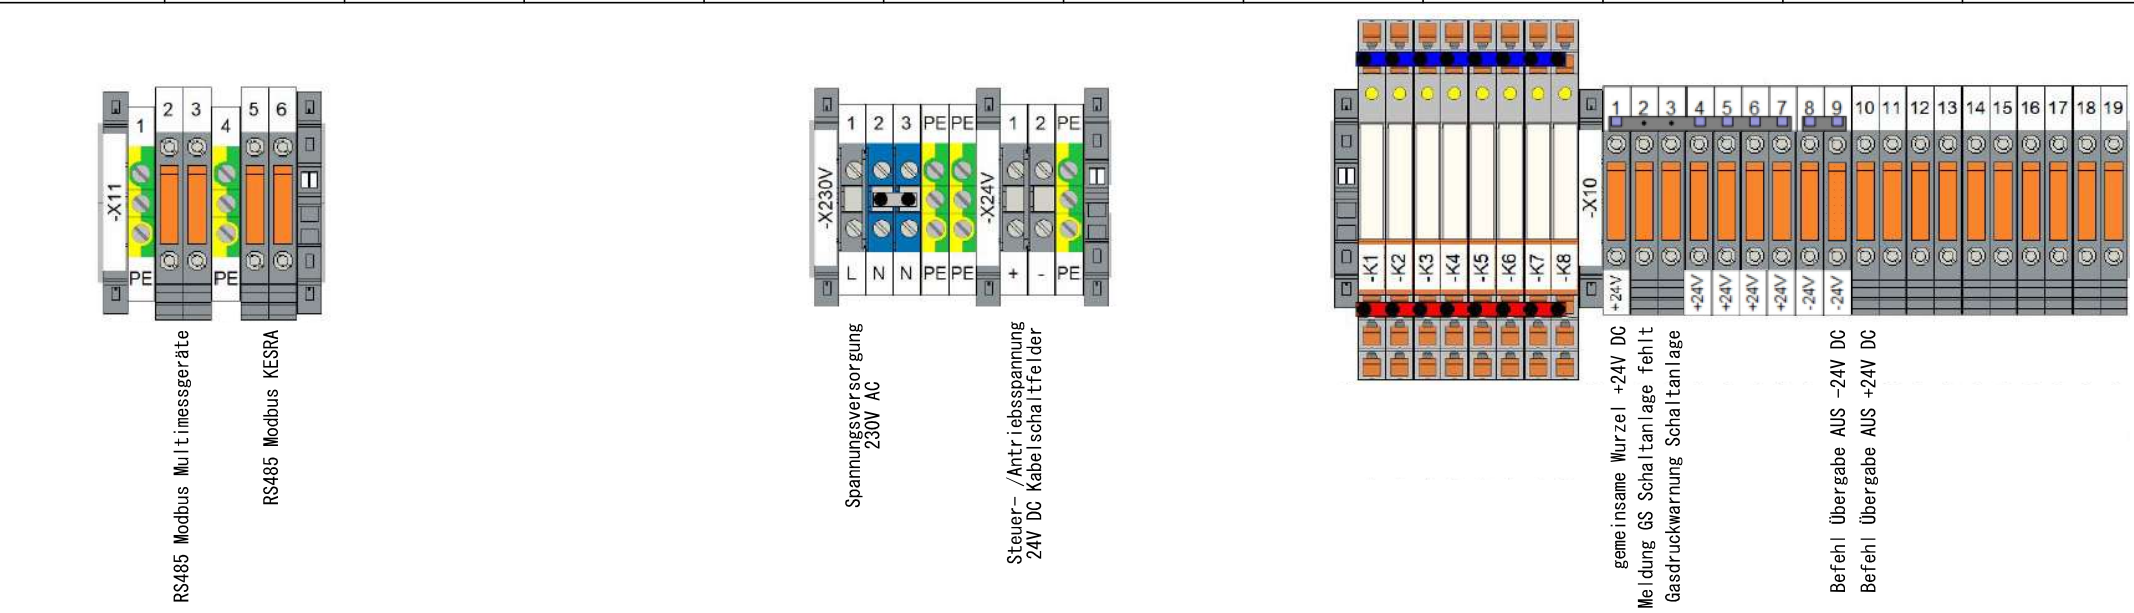 -X11
1
2
3
4
5
6
PE
PE
RS485 Modbus Multimessgeräte
RS485 Modbus KESRA
-X230V
1
2
3
PE
PE
L
N
N
PE
PE
-X24V
1
2
PE
+
-
PE
Spannungsversorgung
230V AC
Steuer- /Antriebsspannung
24V DC Kabelschaltfelder
-K1
-K2
-K3
-K4
-K5
-K6
-K7
-K8
-X10
1
2
3
4
5
6
7
8
9
10
11
12
13
14
15
16
17
18
19
+24V
+24V
+24V
+24V
+24V
-24V
-24V
gemeinsame Wurzel +24V DC
Meldung GS Schaltanlage fehlt
Gasdruckwarnung Schaltanlage
Befehl Übergabe AUS -24V DC
Befehl Übergabe AUS +24V DC